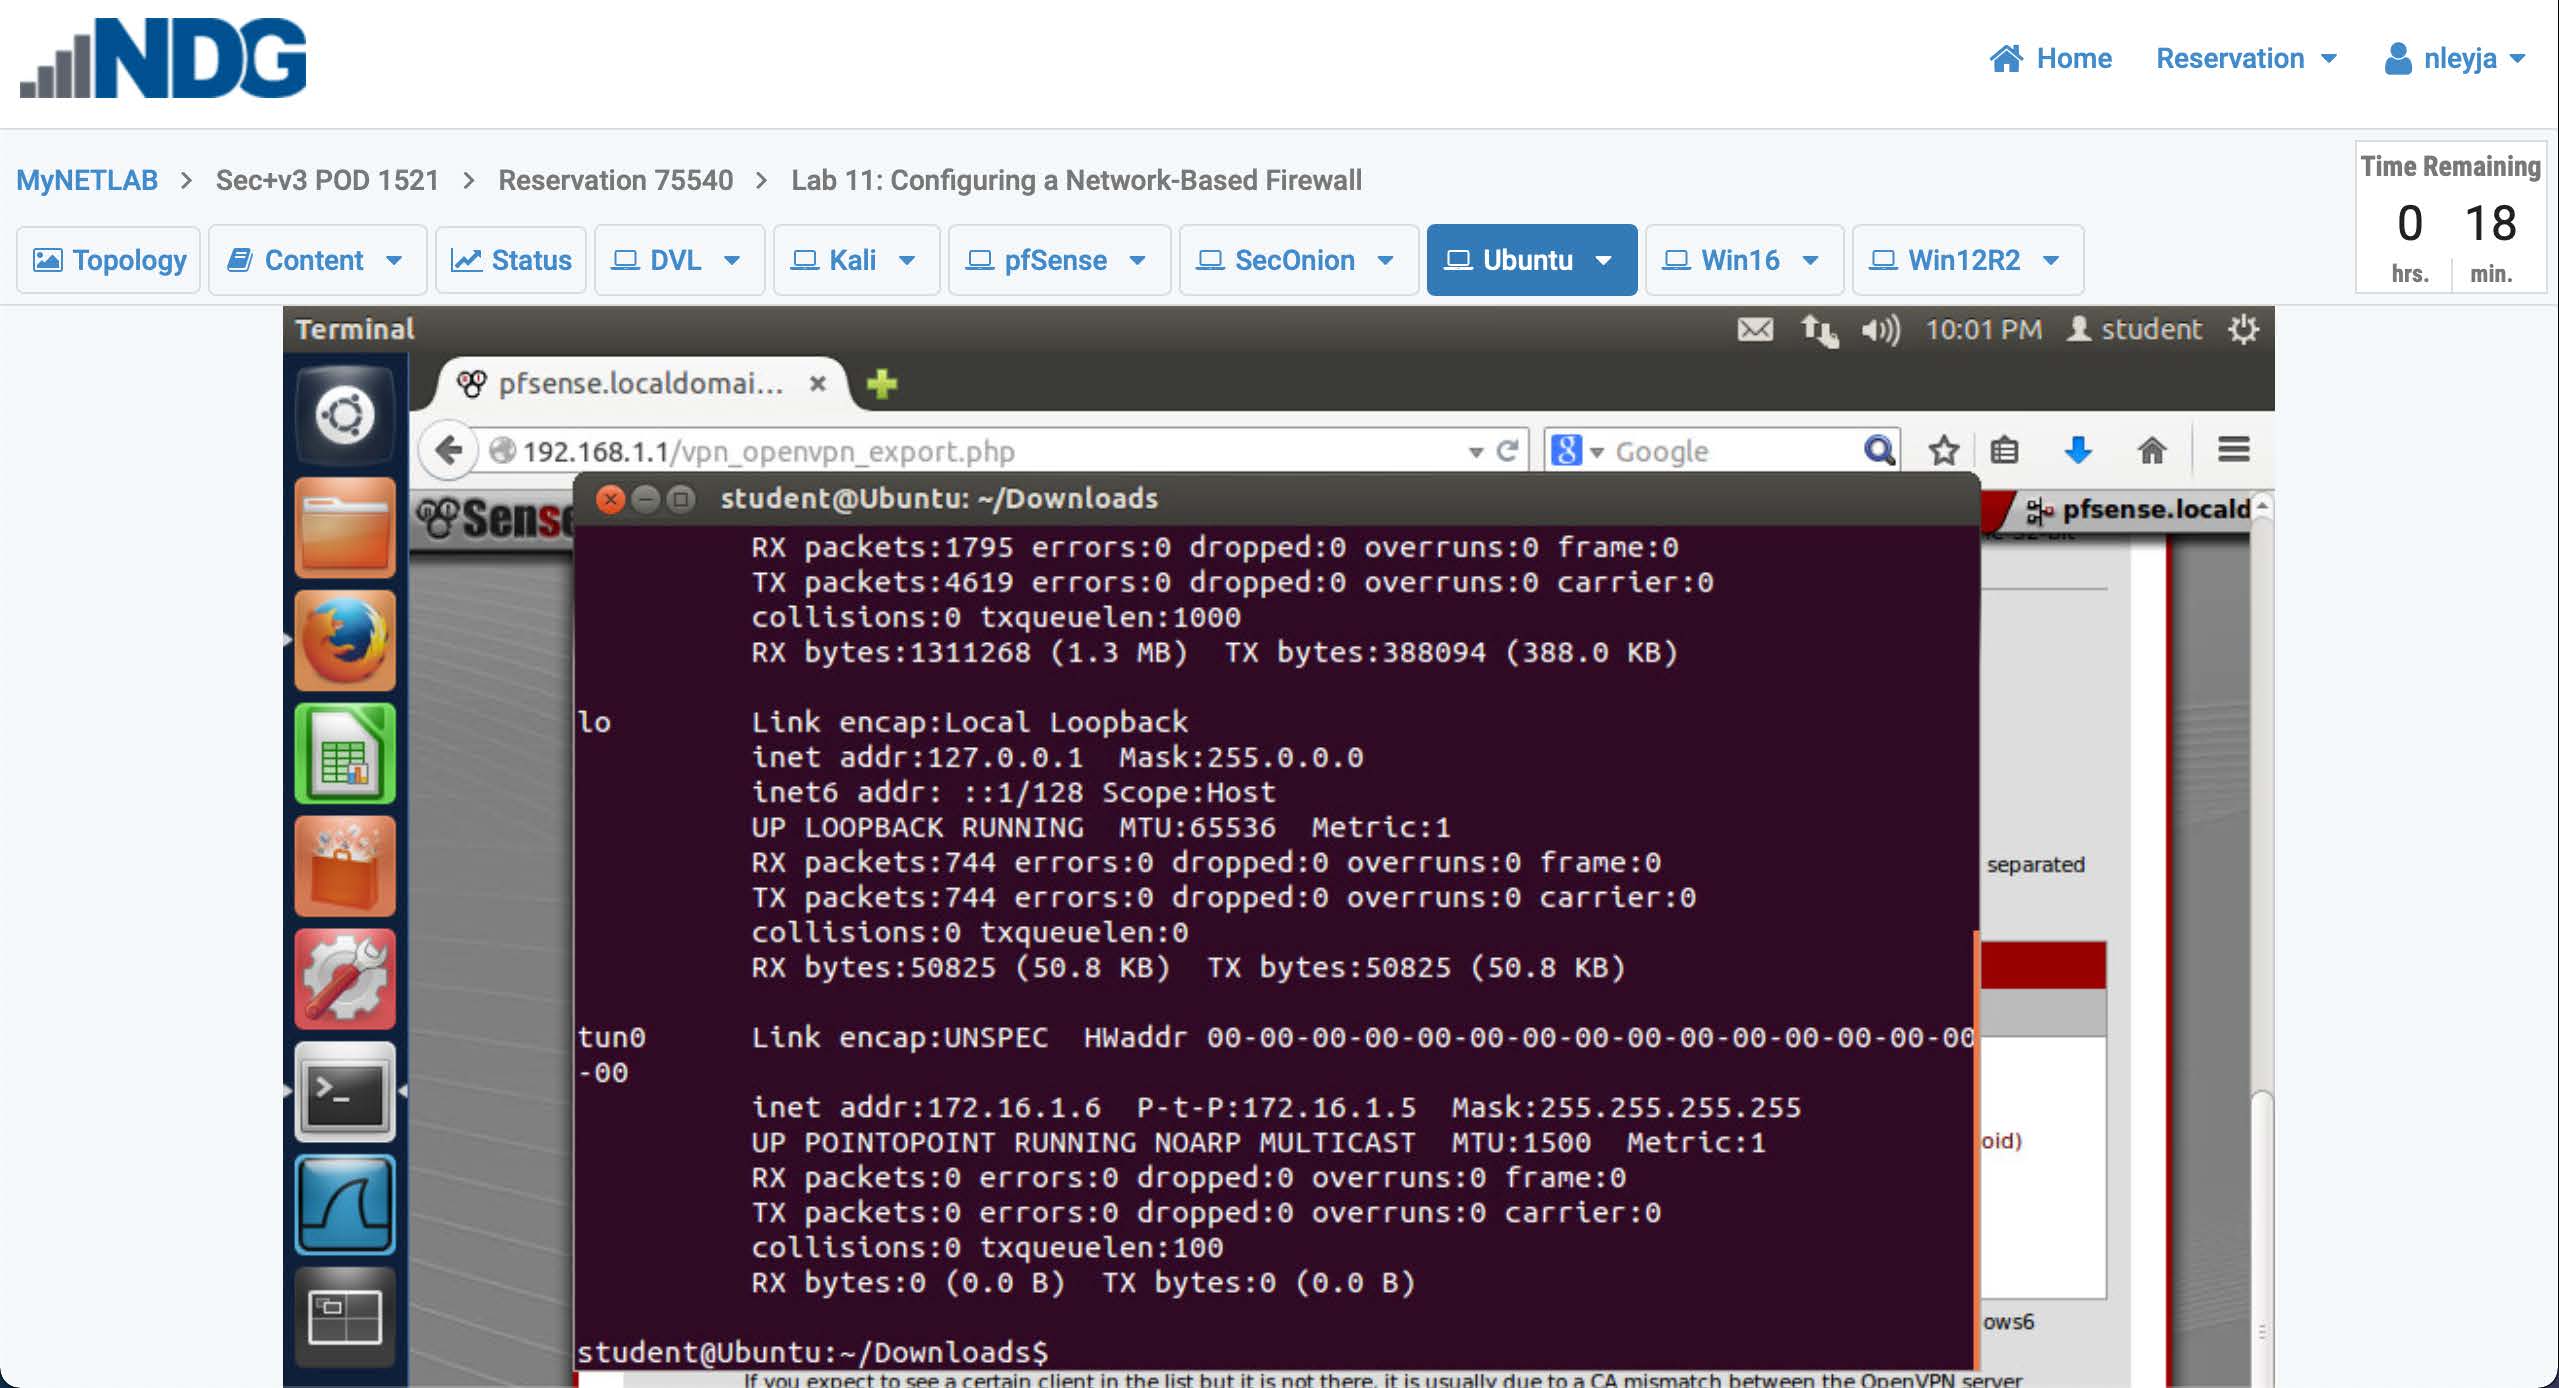 NDG
Home Reservation nleyja
MyNETLAB > Sec+v3 POD 1521 > Reservation 75540 > Lab 11: Configuring a Network-Based Firewall
Time Remaining
0 18
hrs. min.
Topology Content Status DVL Kali pfSense SecOnion Ubuntu Win16 Win12R2
Terminal 10:01 PM student
pfsense.localdomai...
192.168.1.1/vpn_openvpn_export.php Google
Sense pfsense.locald
student@Ubuntu: ~/Downloads
RX packets:1795 errors:0 dropped:0 overruns:0 frame:0
TX packets:4619 errors:0 dropped:0 overruns:0 carrier:0
collisions:0 txqueuelen:1000
RX bytes:1311268 (1.3 MB) TX bytes:388094 (388.0 KB)
lo Link encap:Local Loopback
inet addr:127.0.0.1 Mask:255.0.0.0
inet6 addr: ::1/128 Scope:Host
UP LOOPBACK RUNNING MTU:65536 Metric:1
RX packets:744 errors:0 dropped:0 overruns:0 frame:0
TX packets:744 errors:0 dropped:0 overruns:0 carrier:0
collisions:0 txqueuelen:0
RX bytes:50825 (50.8 KB) TX bytes:50825 (50.8 KB)
tun0 Link encap:UNSPEC HWaddr 00-00-00-00-00-00-00-00-00-00-00-00-00-00-00
-00
inet addr:172.16.1.6 P-t-P:172.16.1.5 Mask:255.255.255.255
UP POINTOPOINT RUNNING NOARP MULTICAST MTU:1500 Metric:1
RX packets:0 errors:0 dropped:0 overruns:0 frame:0
TX packets:0 errors:0 dropped:0 overruns:0 carrier:0
collisions:0 txqueuelen:100
RX bytes:0 (0.0 B) TX bytes:0 (0.0 B)
student@Ubuntu:~/Downloads$
separated
oid)
ows6
If you expect to see a certain client in the list but it is not there, it is usually due to a CA mismatch between the OpenVPN server